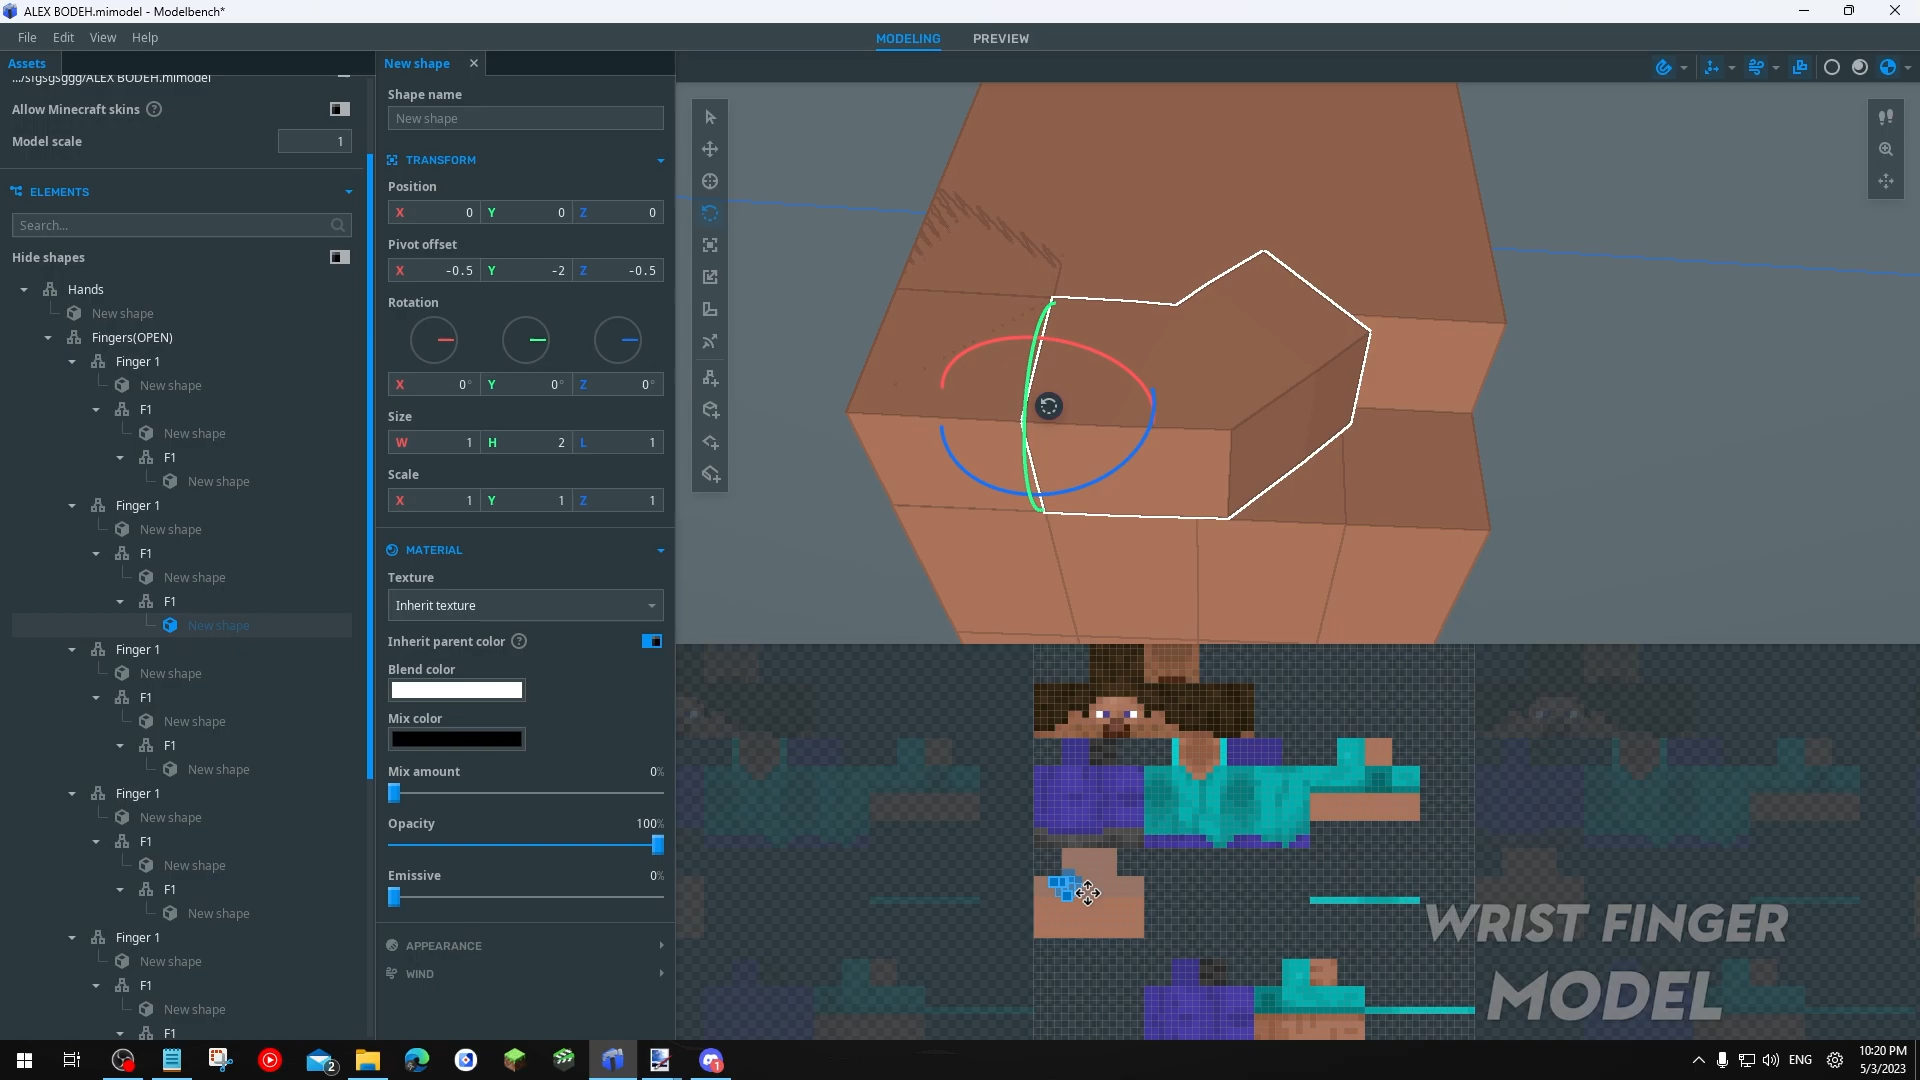 ALEX BODEH.mimodel - Modelbench*
File Edit View Help
MODELING PREVIEW
Assets
New shape
.../sfgsgsggg/ALEX BODEH.mimodel
Allow Minecraft skins ?
Model scale 1
ELEMENTS
Search...
Hide shapes
Hands
New shape
Fingers(OPEN)
Finger 1
New shape
F1
New shape
F1
New shape
Finger 1
New shape
F1
New shape
F1
New shape
Finger 1
New shape
F1
New shape
F1
New shape
Finger 1
New shape
F1
New shape
F1
New shape
Finger 1
New shape
F1
New shape
F1
Shape name
New shape
TRANSFORM
Position
X 0 Y 0 Z 0
Pivot offset
X -0.5 Y -2 Z -0.5
Rotation
X 0° Y 0° Z 0°
Size
W 1 H 2 L 1
Scale
X 1 Y 1 Z 1
MATERIAL
Texture
Inherit texture
Inherit parent color ?
Blend color
Mix color
Mix amount 0%
Opacity 100%
Emissive 0%
APPEARANCE
WIND
WRIST FINGER
MODEL
2
1
ENG
10:20 PM
5/3/2023